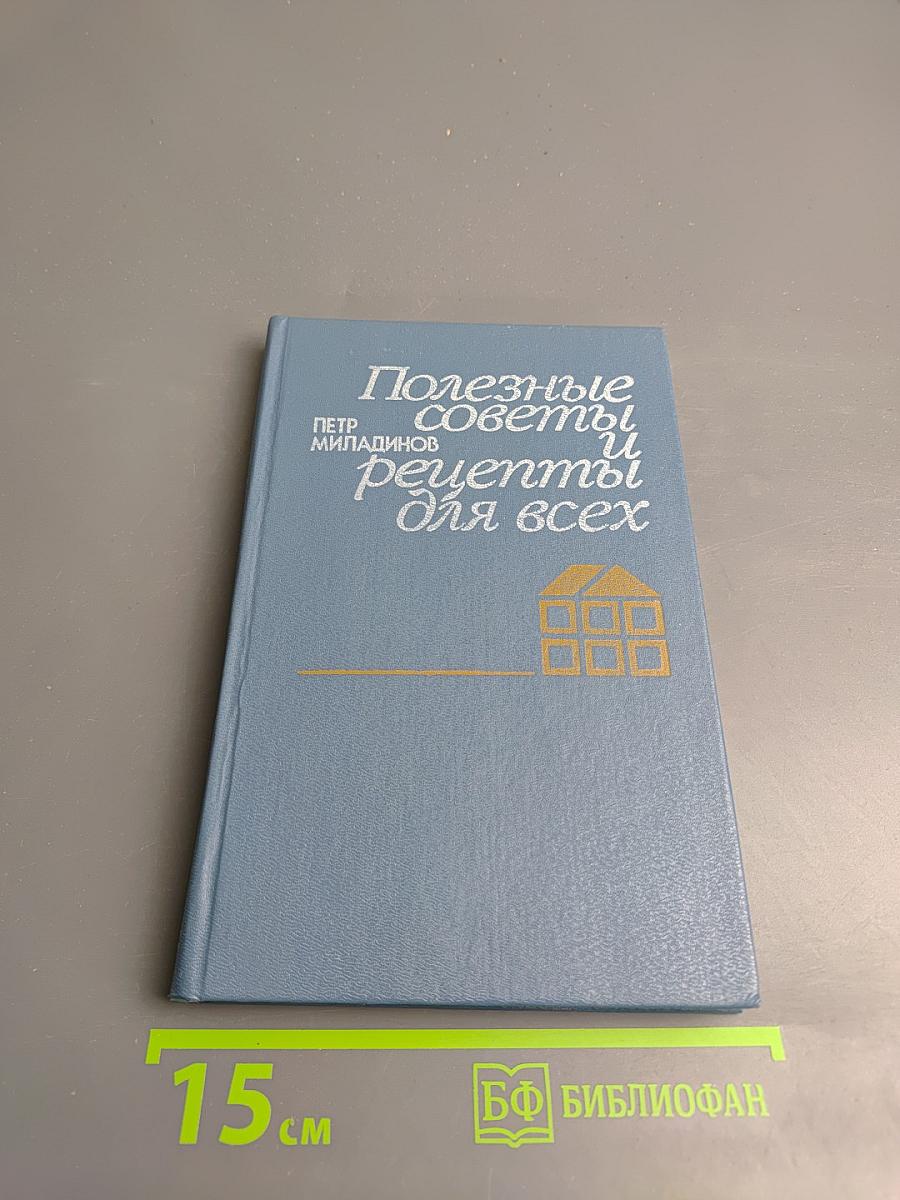 Полезные
советы
ПЕТР
МИЛАДИНОВ
и
рецепты
для всех
15 см
БФ БИБЛИОФАН